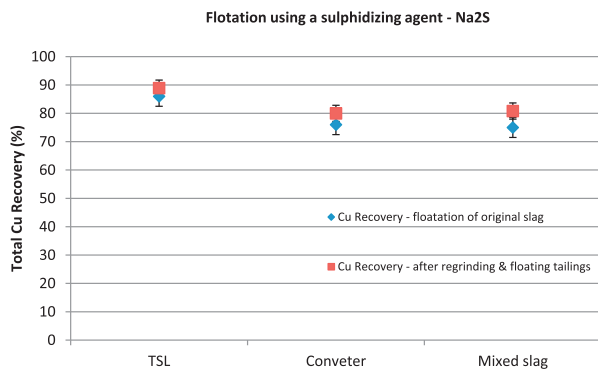 Flotation using a sulphidizing agent - Na2S
Total Cu Recovery (%)
100
90
80
70
60
50
40
30
20
10
0
Cu Recovery - floatation of original slag
Cu Recovery - after regrinding & floating tailings
TSL
Conveter
Mixed slag